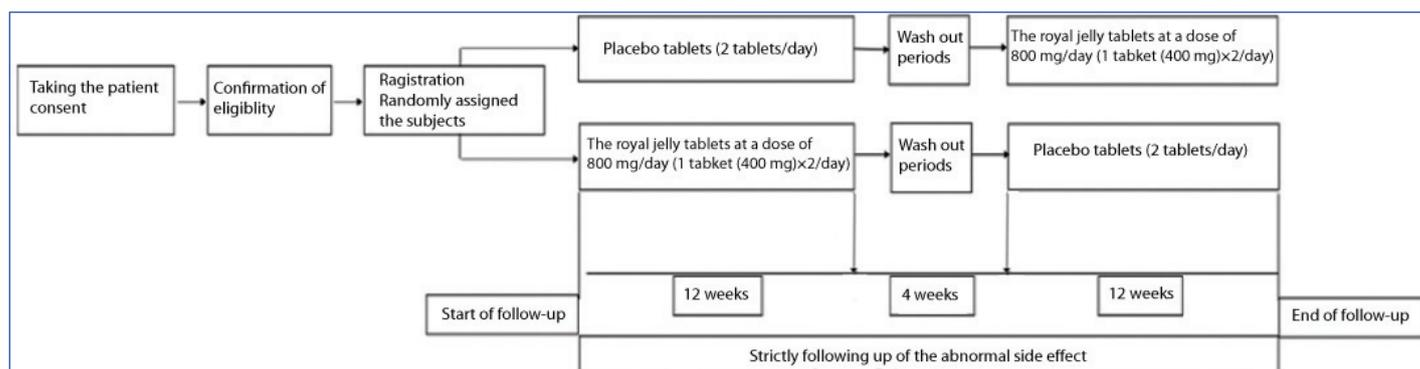 Taking the patient
consent
Confirmation of
eligiblity
Ragistration
Randomly assigned
the subjects
Placebo tablets (2 tablets/day)
Wash out
periods
The royal jelly tablets at a dose of
800 mg/day (1 tabket (400 mg)×2/day)
The royal jelly tablets at a dose of
800 mg/day (1 tabket (400 mg)×2/day)
Wash out
periods
Placebo tablets (2 tablets/day)
12 weeks
4 weeks
12 weeks
Start of follow-up
End of follow-up
Strictly following up of the abnormal side effect